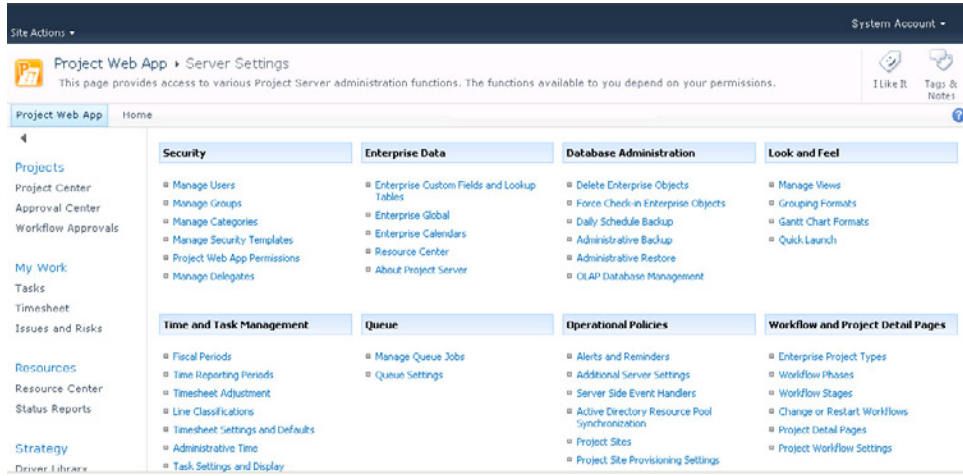 System Account
Site Actions
Project Web App ▸ Server Settings
This page provides access to various Project Server administration functions. The functions available to you depend on your permissions.
I Like It
Tags & Notes
Project Web App
Home
Projects
Project Center
Approval Center
Workflow Approvals
My Work
Tasks
Timesheet
Issues and Risks
Resources
Resource Center
Status Reports
Strategy
Driver Library
Security
Manage Users
Manage Groups
Manage Categories
Manage Security Templates
Project Web App Permissions
Manage Delegates
Enterprise Data
Enterprise Custom Fields and Lookup
Tables
Enterprise Global
Enterprise Calendars
Resource Center
About Project Server
Database Administration
Delete Enterprise Objects
Force Check-in Enterprise Objects
Daily Schedule Backup
Administrative Backup
Administrative Restore
OLAP Database Management
Look and Feel
Manage Views
Grouping Formats
Gantt Chart Formats
Quick Launch
Time and Task Management
Fiscal Periods
Time Reporting Periods
Timesheet Adjustment
Line Classifications
Timesheet Settings and Defaults
Administrative Time
Task Settings and Display
Queue
Manage Queue Jobs
Queue Settings
Operational Policies
Alerts and Reminders
Additional Server Settings
Server Side Event Handlers
Active Directory Resource Pool
Synchronization
Project Sites
Project Site Provisioning Settings
Workflow and Project Detail Pages
Enterprise Project Types
Workflow Phases
Workflow Stages
Change or Restart Workflows
Project Detail Pages
Project Workflow Settings